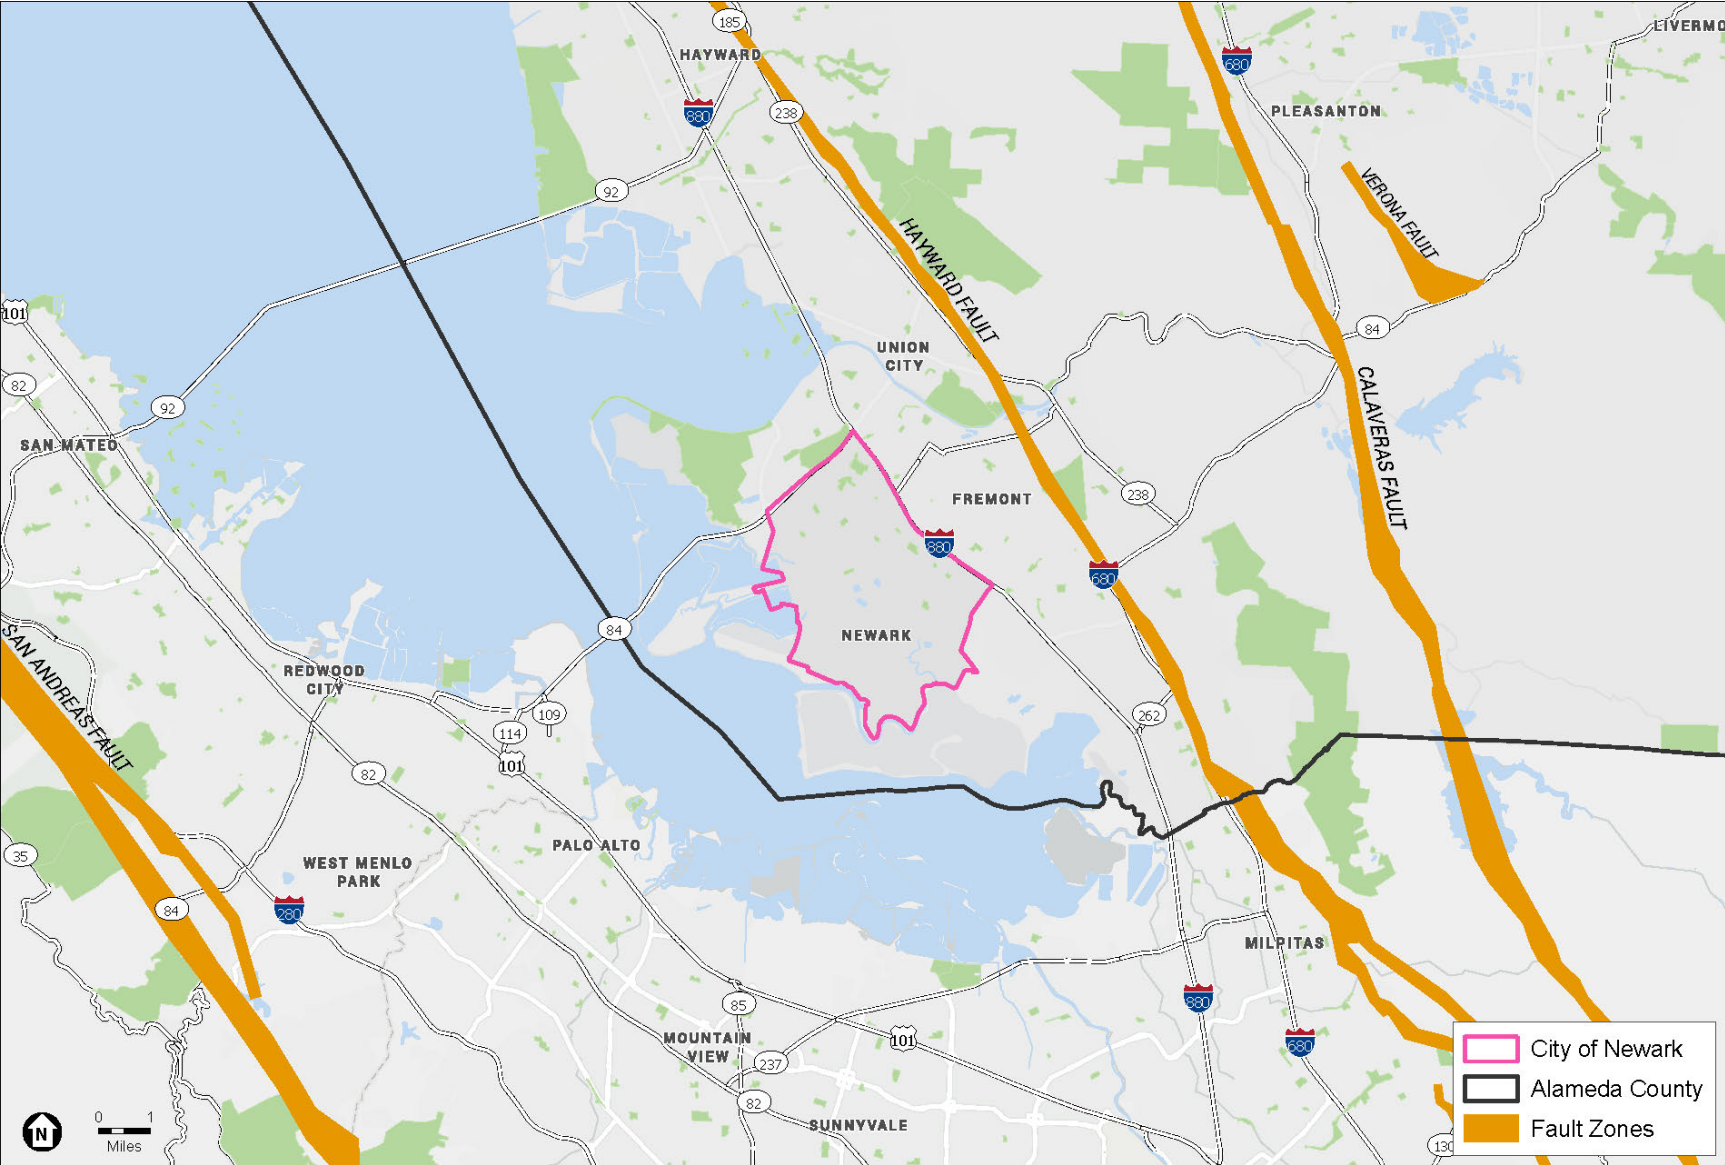 185
HAYWARD
LIVERMO
680
880
PLEASANTON
238
VERONA FAULT
92
HAYWARD FAULT
101
84
UNION
CITY
82
92
CALAVERAS FAULT
SAN MATEO
FREMONT
238
880
680
84
NEWARK
SAN ANDREAS FAULT
REDWOOD
CITY
109
262
114
101
82
PALO ALTO
35
WEST MENLO
PARK
84
280
MILPITAS
880
85
101
MOUNTAIN
VIEW
680
237
82
SUNNYVALE
130
N
0 1
Miles
City of Newark
Alameda County
Fault Zones